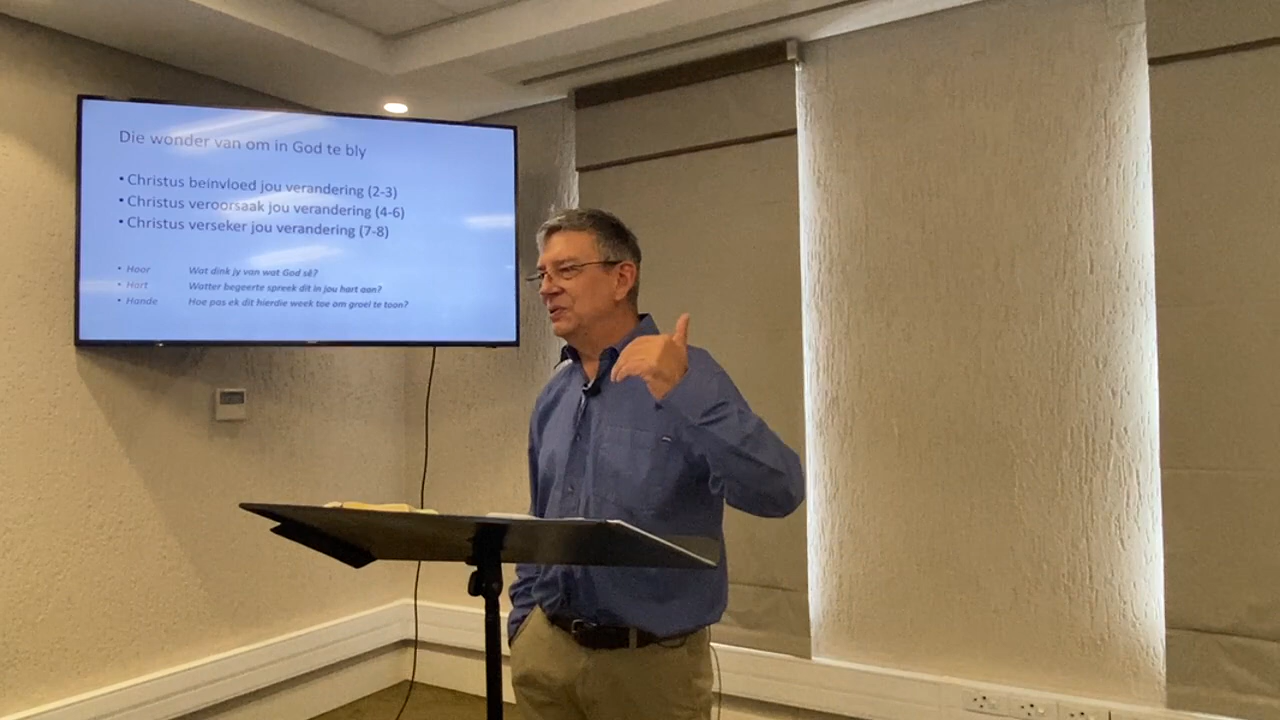 Die wonder van om in God te bly
• Christus beïnvloed jou verandering (2-3)
• Christus veroorsaak jou verandering (4-6)
• Christus verseker jou verandering (7-8)
• Hoor Wat dink jy van wat God sê?
• Hart Watter begeerte spreek dit in jou hart aan?
• Hande Hoe pas ek dit hierdie week toe om groei te toon?